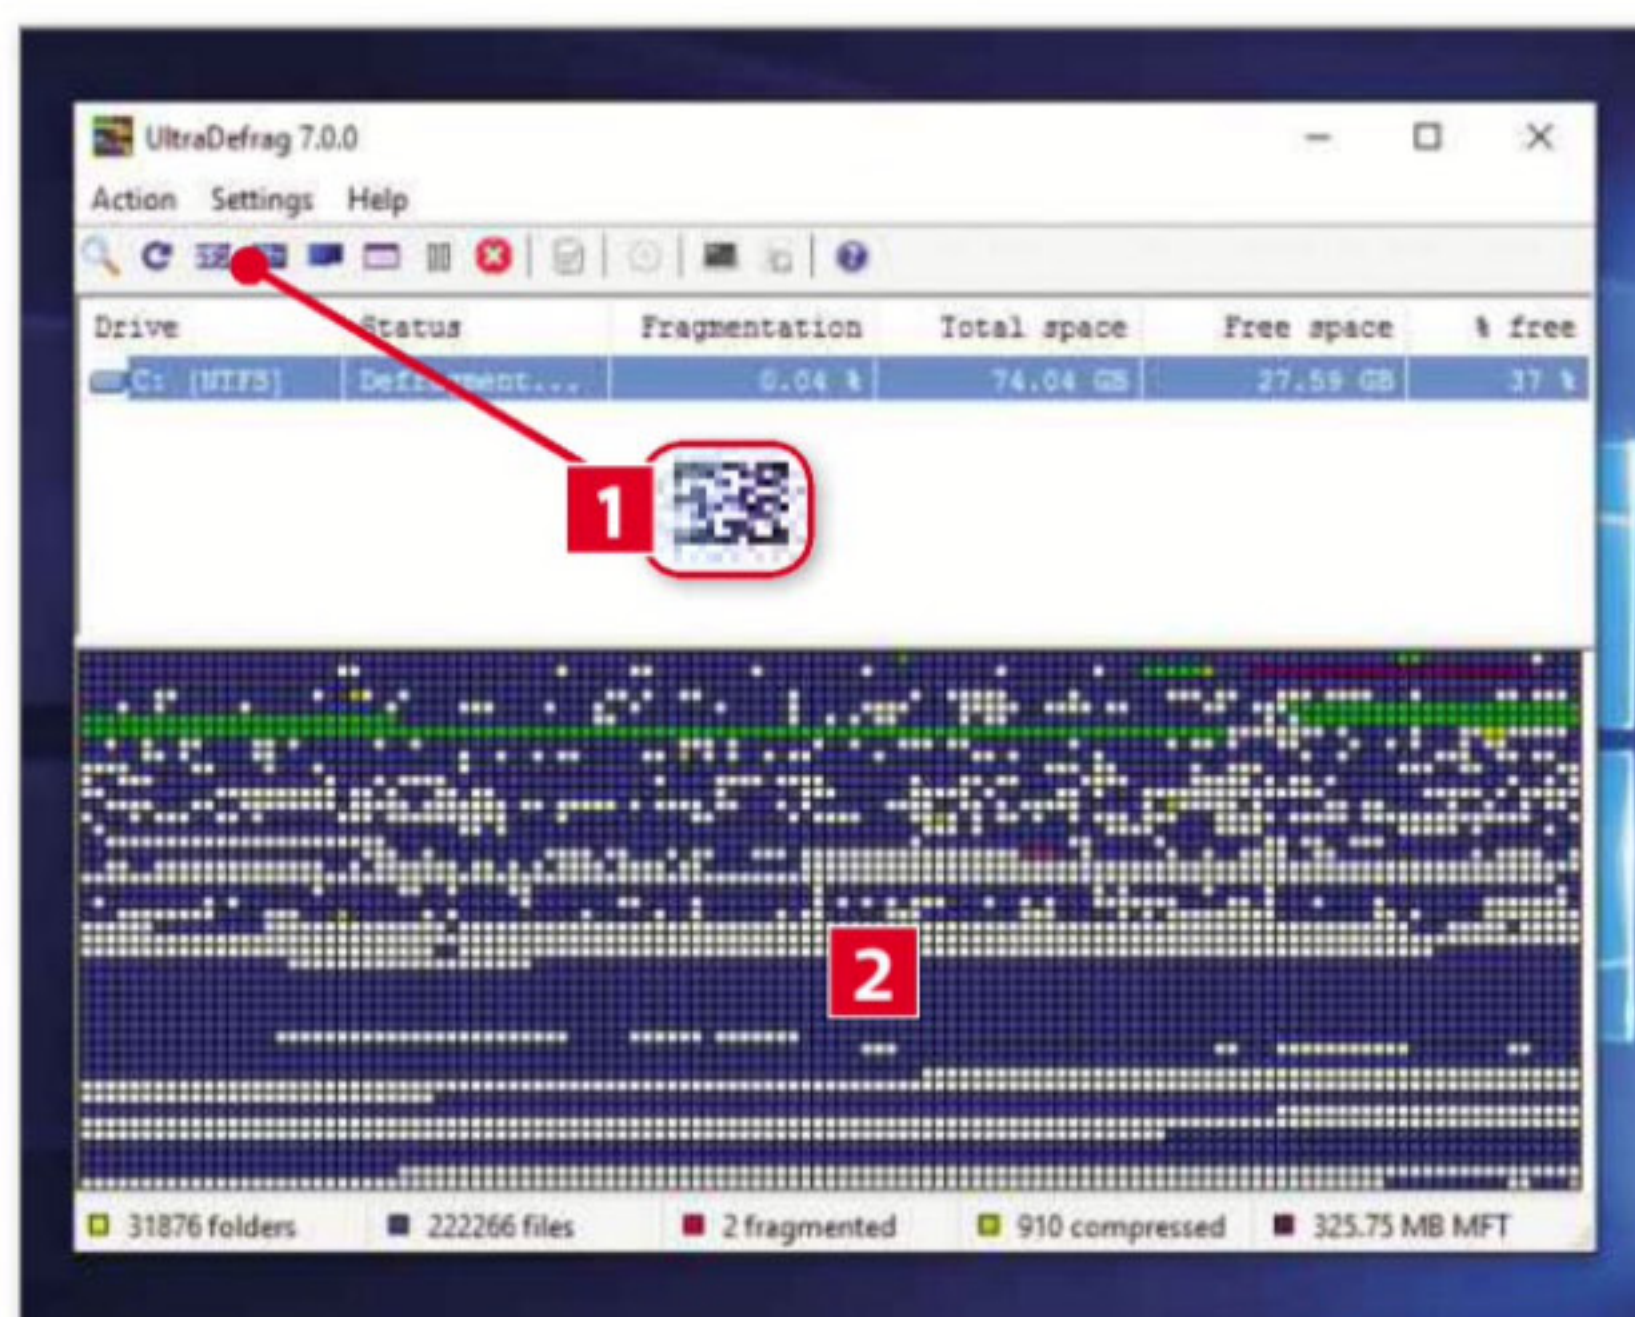 UltraDefrag 7.0.0
Action Settings Help
Drive Status Fragmentation Total space Free space % free
C: [NTFS] Defragment... 0.04 % 74.04 GB 27.59 GB 37 %
1
2
31876 folders 222266 files 2 fragmented 910 compressed 325.75 MB MFT